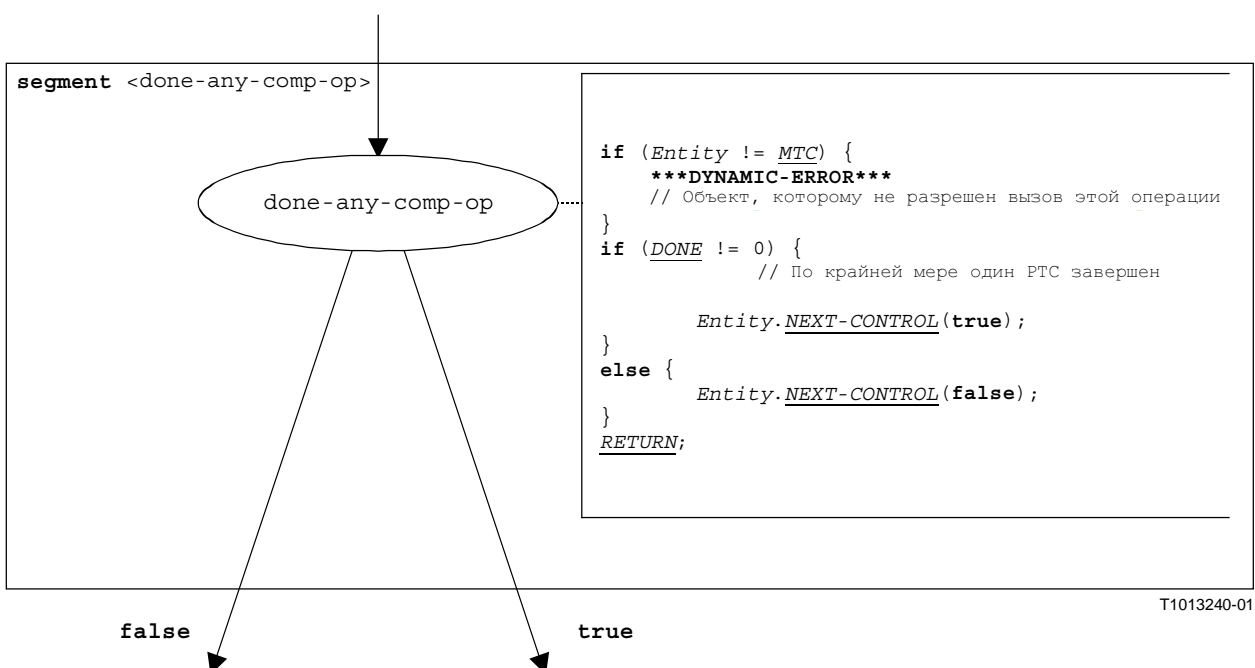 segment <done-any-comp-op>
done-any-comp-op
if (Entity != MTC) {
***DYNAMIC-ERROR***
// Объект, которому не разрешен вызов этой операции
}
if (DONE != 0) {
// По крайней мере один PTC завершен
Entity.NEXT-CONTROL(true);
}
else {
Entity.NEXT-CONTROL(false);
}
RETURN;
T1013240-01
false
true